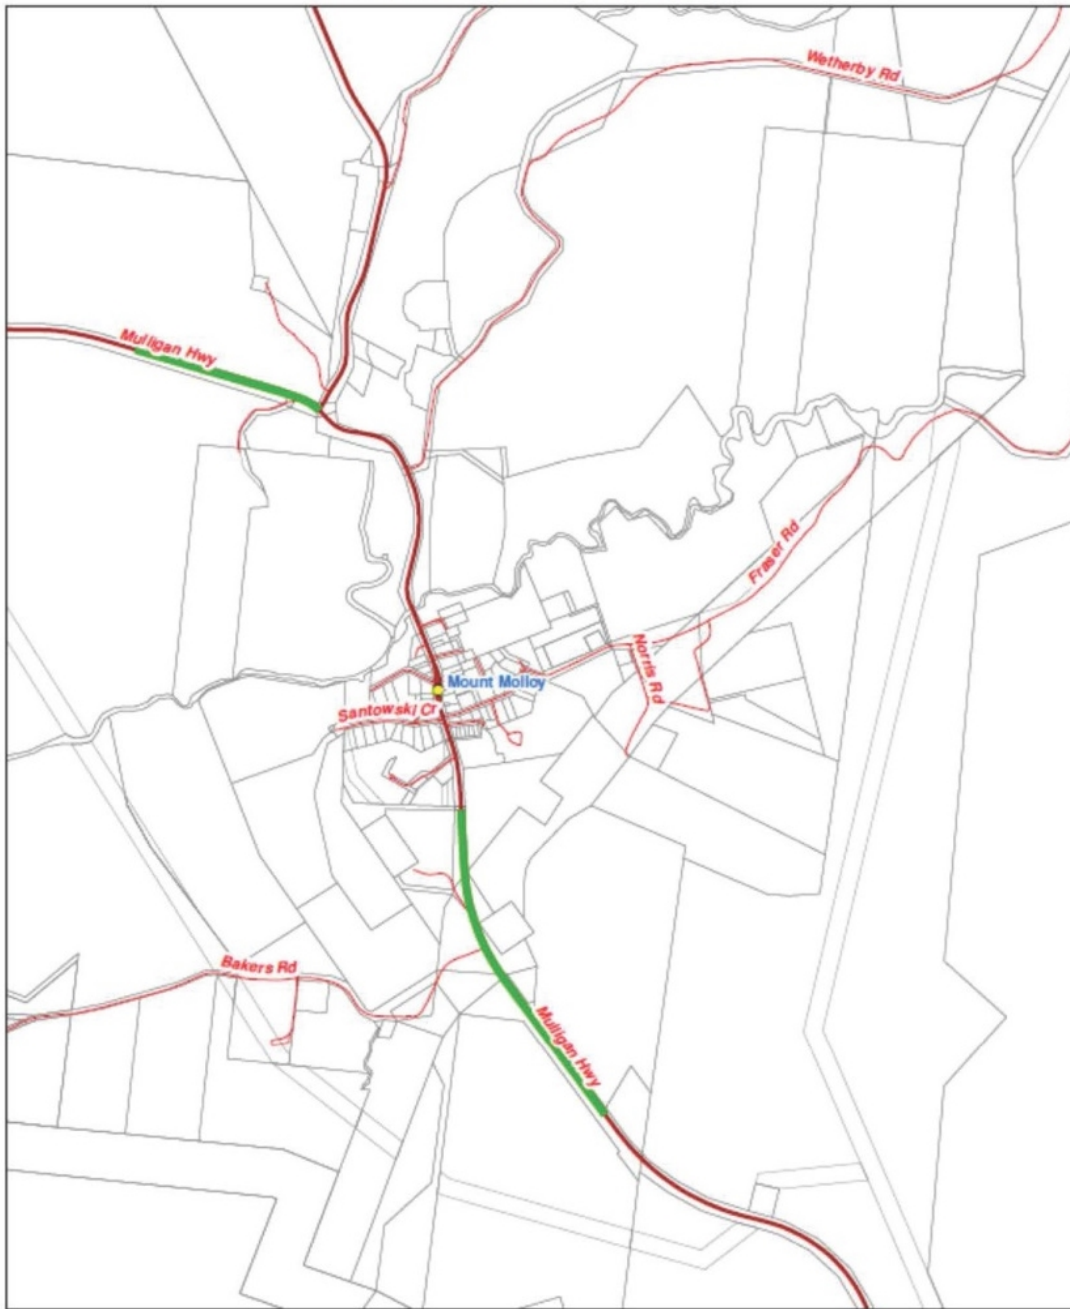 Wetherby Rd
Mulligan Hwy
Fraser Rd
Norris Rd
Mount Molloy
Santowski Cr
Bakers Rd
Mulligan Hwy